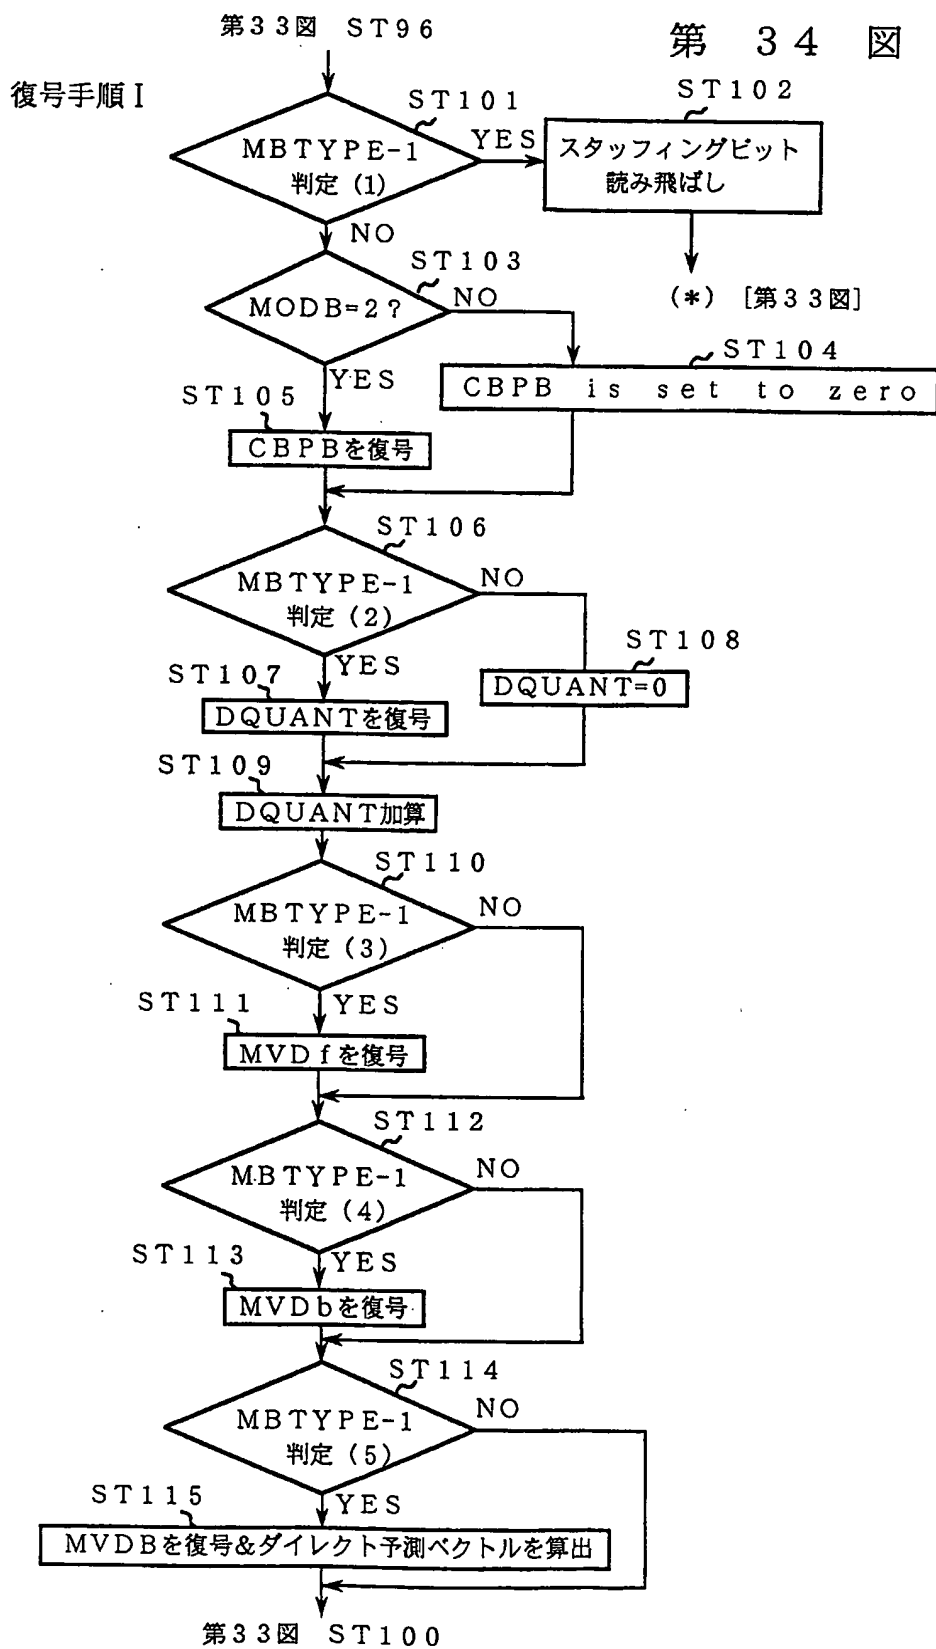 第33図 ST96
第 34 図
復号手順I
ST101
ST102
MBTYPE-1
判定(1)
YES
スタッフィングビット
読み飛ばし
NO
ST103
(*) [第33図]
MODB=2?
NO
ST104
YES
CBPB is set to zero
ST105
CBPBを復号
ST106
MBTYPE-1
判定(2)
NO
ST108
YES
DQUANT=0
ST107
DQUANTを復号
ST109
DQUANT加算
ST110
MBTYPE-1
判定(3)
NO
YES
ST111
MVDfを復号
ST112
MBTYPE-1
判定(4)
NO
YES
ST113
MVDbを復号
ST114
MBTYPE-1
判定(5)
NO
YES
ST115
MVDBを復号&ダイレクト予測ベクトルを算出
第33図 ST100